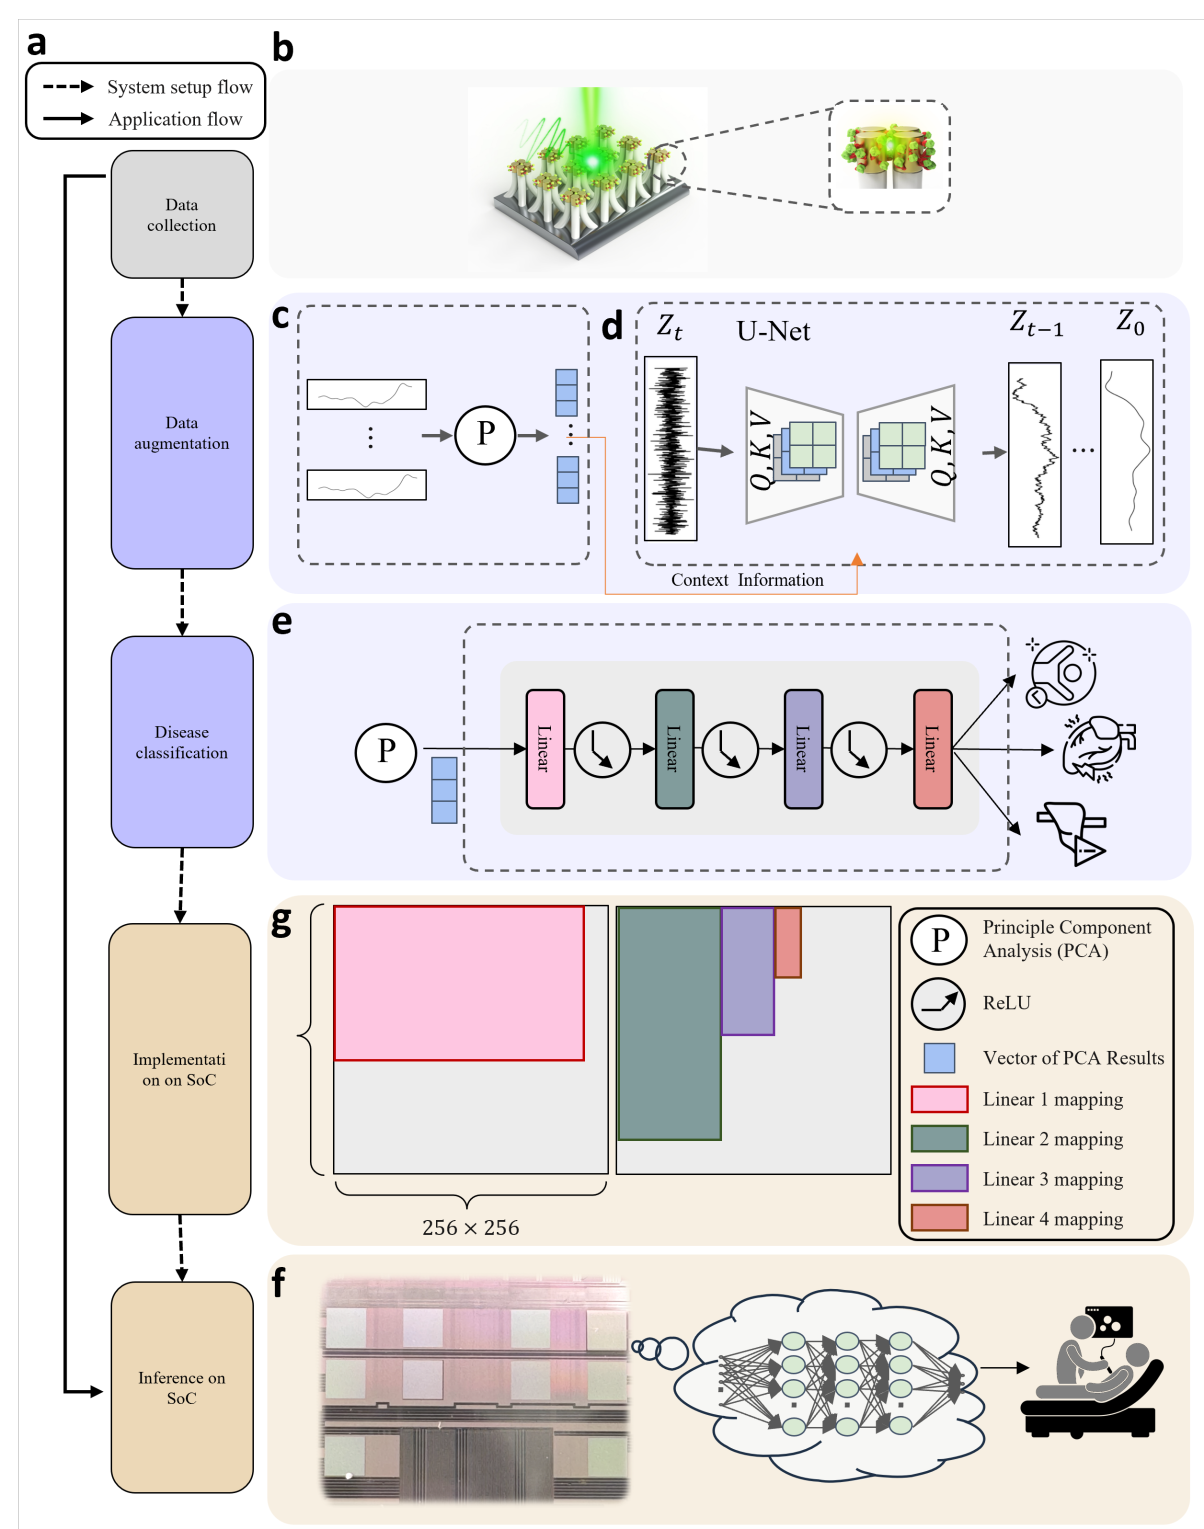 a
System setup flow
Application flow
Data
collection
Data
augmentation
Disease
classification
Implementati
on on SoC
Inference on
SoC
b
c
P
d
Z_t
U-Net
Z_{t-1}
Z_0
Q, K, V
Q, K, V
Context Information
e
P
Linear
Linear
Linear
Linear
g
256 × 256
P
Principle Component
Analysis (PCA)
ReLU
Vector of PCA Results
Linear 1 mapping
Linear 2 mapping
Linear 3 mapping
Linear 4 mapping
f